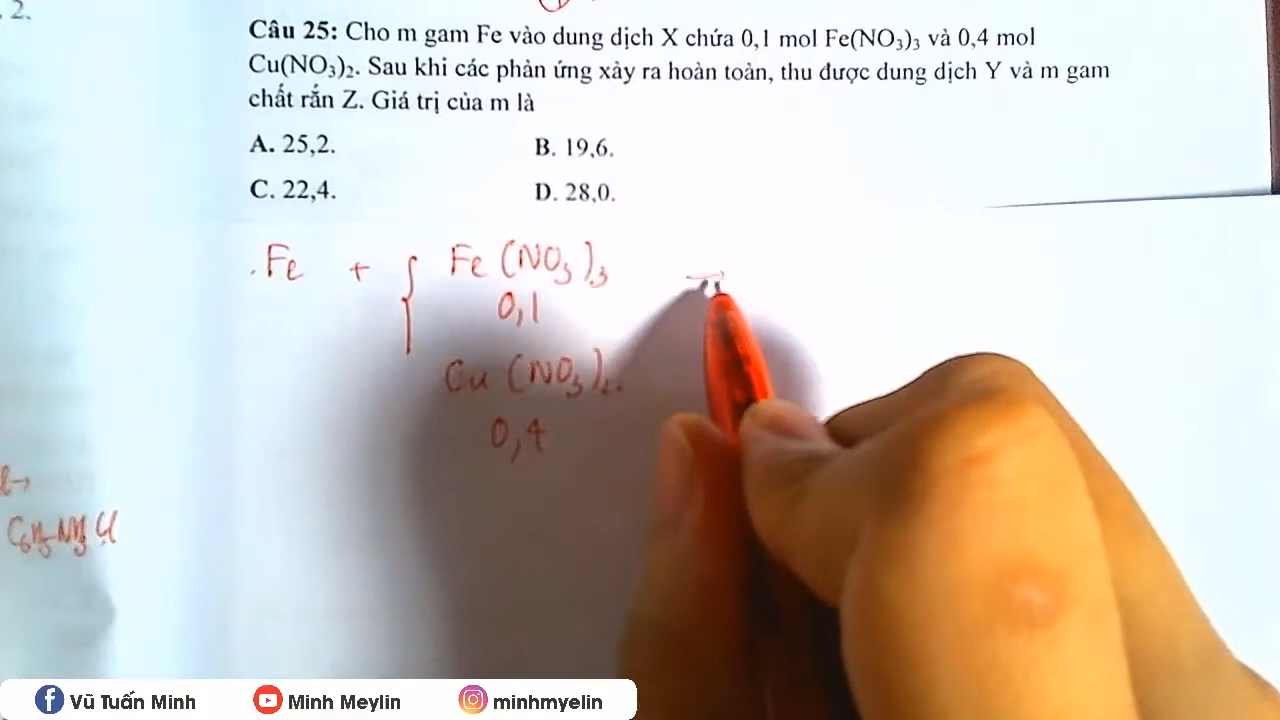 2.
Câu 25: Cho m gam Fe vào dung dịch X chứa 0,1 mol Fe(NO₃)₃ và 0,4 mol
Cu(NO₃)₂. Sau khi các phản ứng xảy ra hoàn toàn, thu được dung dịch Y và m gam
chất rắn Z. Giá trị của m là
A. 25,2. B. 19,6.
C. 22,4. D. 28,0.
Fe + { Fe (NO₃)₃
0,1
Cu (NO₃)₂
0,4
Vũ Tuấn Minh Minh Meylin minhmyelin